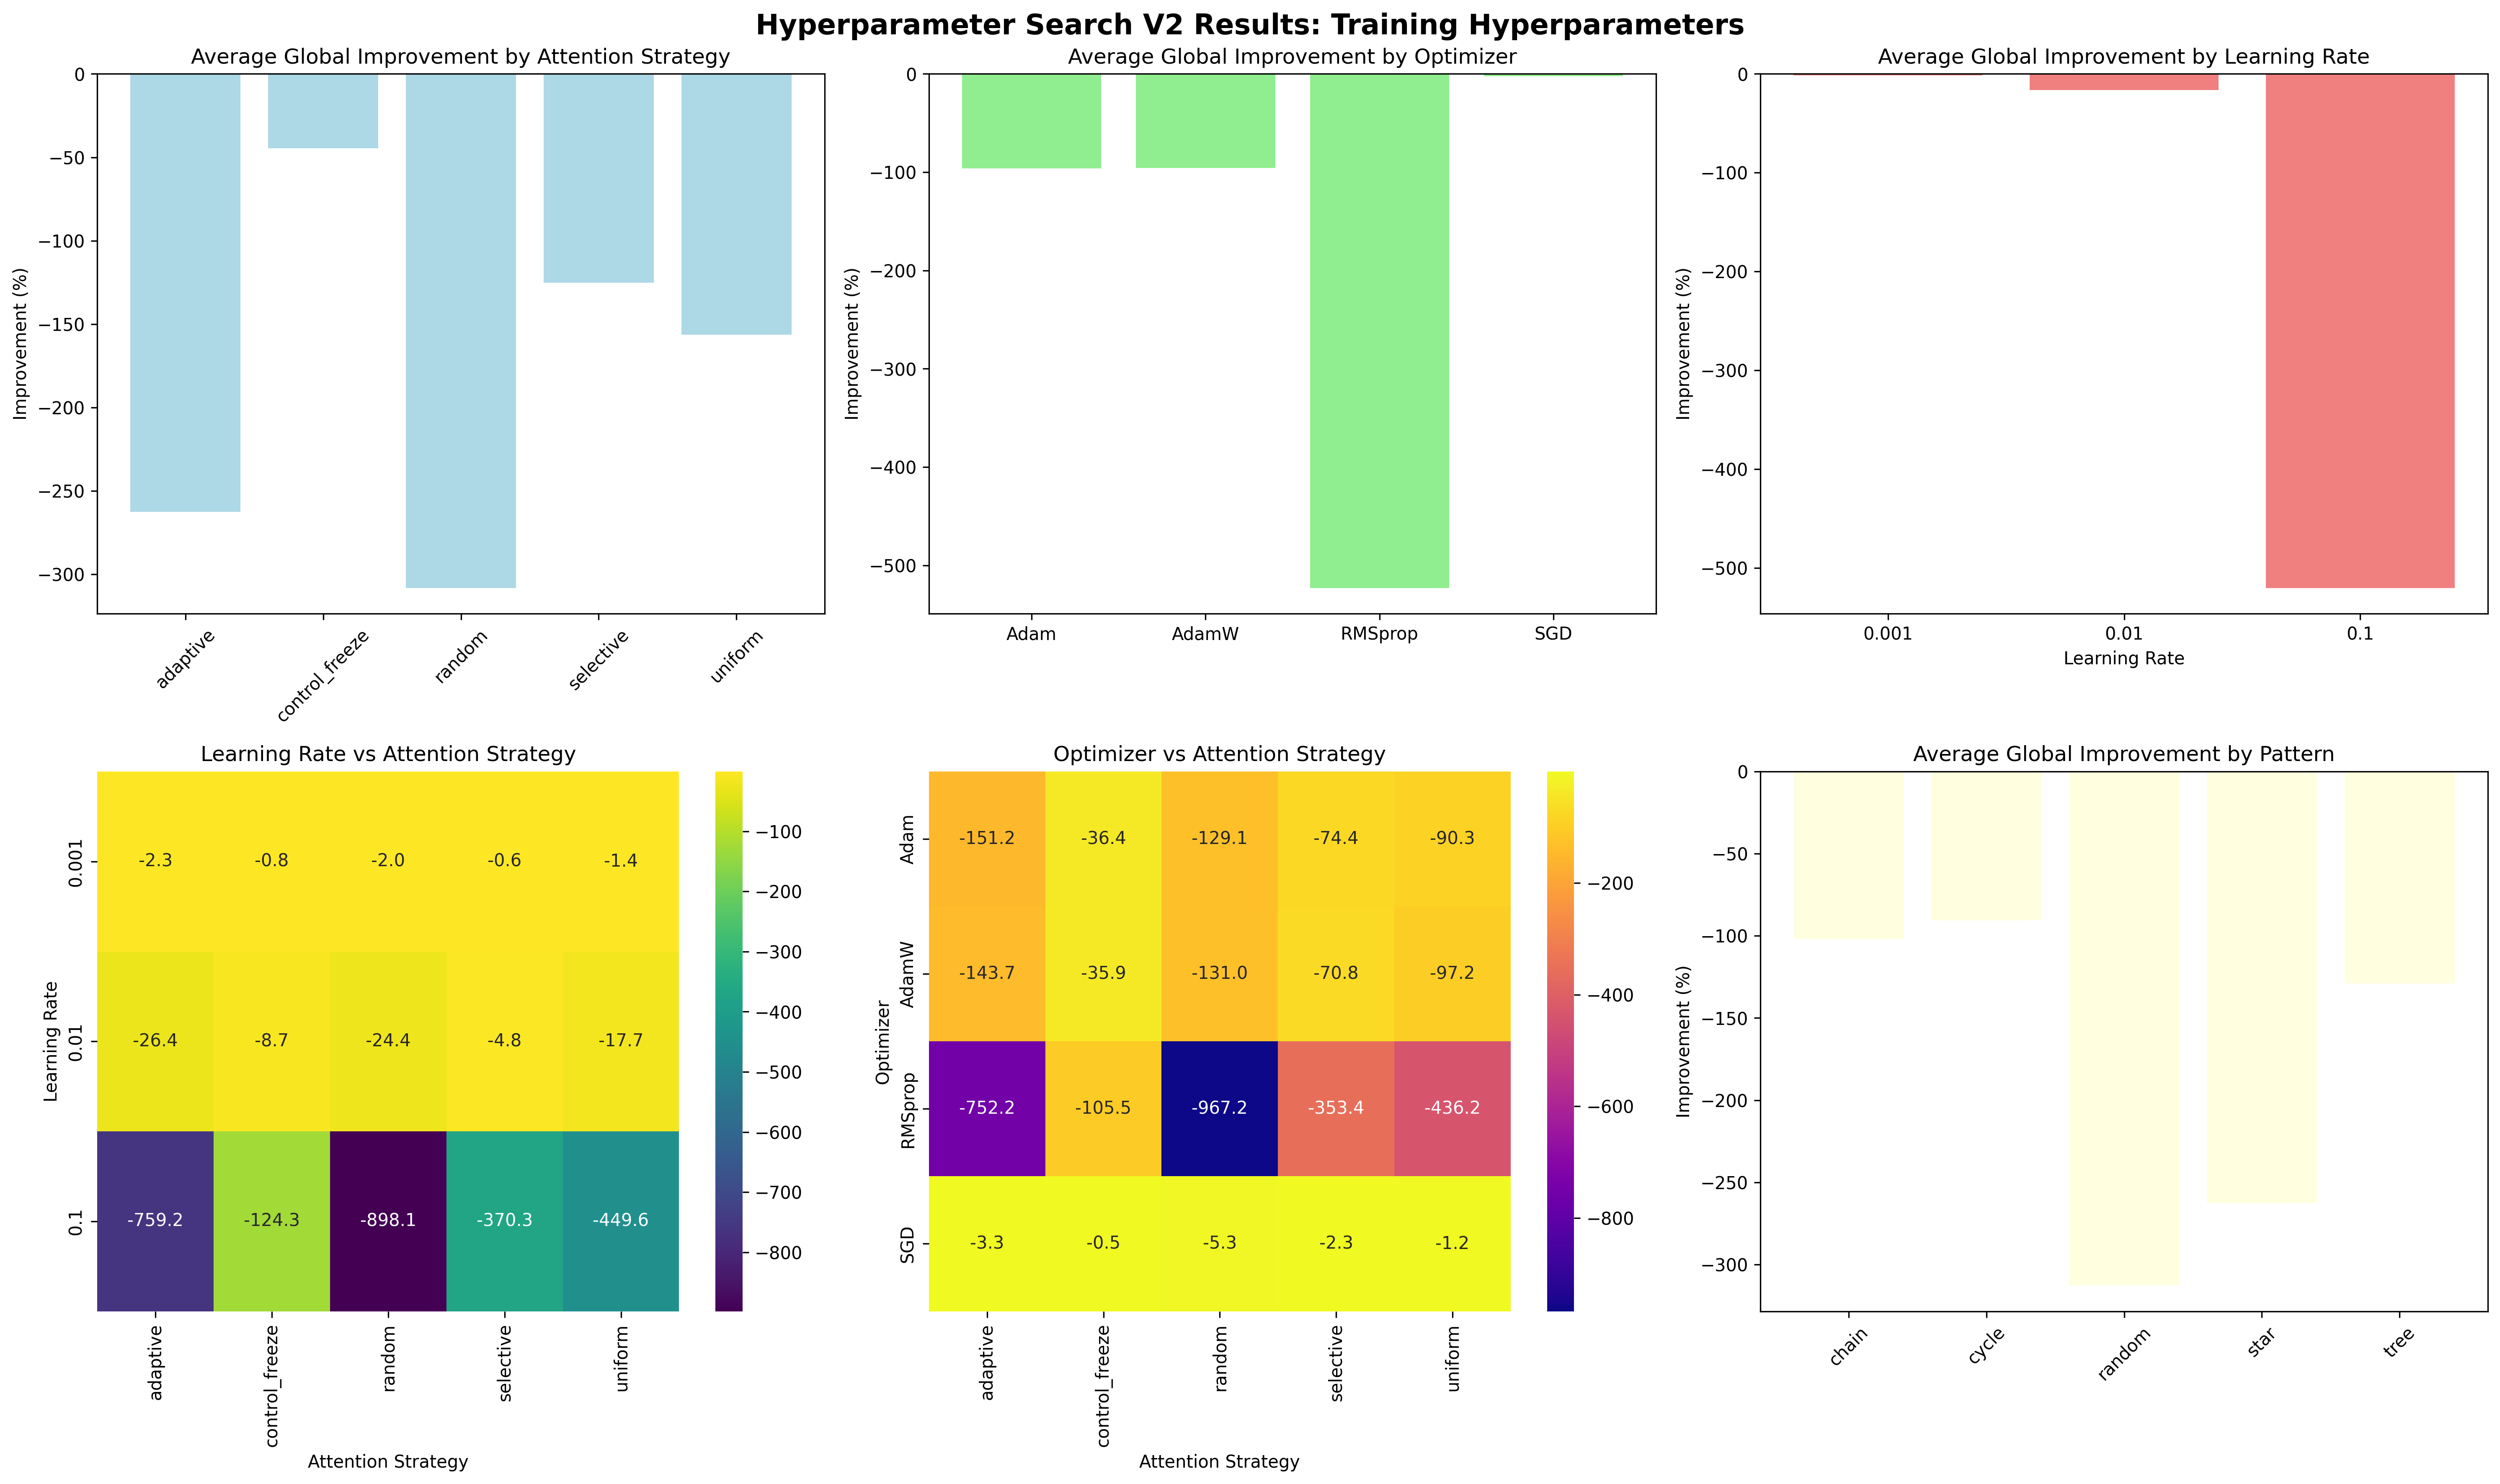 Hyperparameter Search V2 Results: Training Hyperparameters
Average Global Improvement by Attention Strategy
Improvement (%)
0
−50
−100
−150
−200
−250
−300
adaptive
control_freeze
random
selective
uniform
Average Global Improvement by Optimizer
Improvement (%)
0
−100
−200
−300
−400
−500
Adam
AdamW
RMSprop
SGD
Average Global Improvement by Learning Rate
Improvement (%)
0
−100
−200
−300
−400
−500
0.001
0.01
0.1
Learning Rate
Learning Rate vs Attention Strategy
Learning Rate
0.001
-2.3 -0.8 -2.0 -0.6 -1.4
0.01
-26.4 -8.7 -24.4 -4.8 -17.7
0.1
-759.2 -124.3 -898.1 -370.3 -449.6
adaptive
control_freeze
random
selective
uniform
Attention Strategy
−100
−200
−300
−400
−500
−600
−700
−800
Optimizer vs Attention Strategy
Optimizer
Adam
-151.2 -36.4 -129.1 -74.4 -90.3
AdamW
-143.7 -35.9 -131.0 -70.8 -97.2
RMSprop
-752.2 -105.5 -967.2 -353.4 -436.2
SGD
-3.3 -0.5 -5.3 -2.3 -1.2
adaptive
control_freeze
random
selective
uniform
Attention Strategy
−200
−400
−600
−800
Average Global Improvement by Pattern
Improvement (%)
0
−50
−100
−150
−200
−250
−300
chain
cycle
random
star
tree